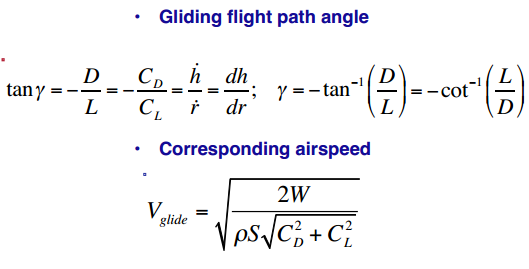 • Gliding flight path angle
tan γ = − D/L = − C_D/C_L = ḣ/ṙ = dh/dr ; γ = − tan⁻¹ (D/L) = − cot⁻¹ (L/D)
• Corresponding airspeed
V_glide = √(2W / (ρS√(C_D² + C_L²)))